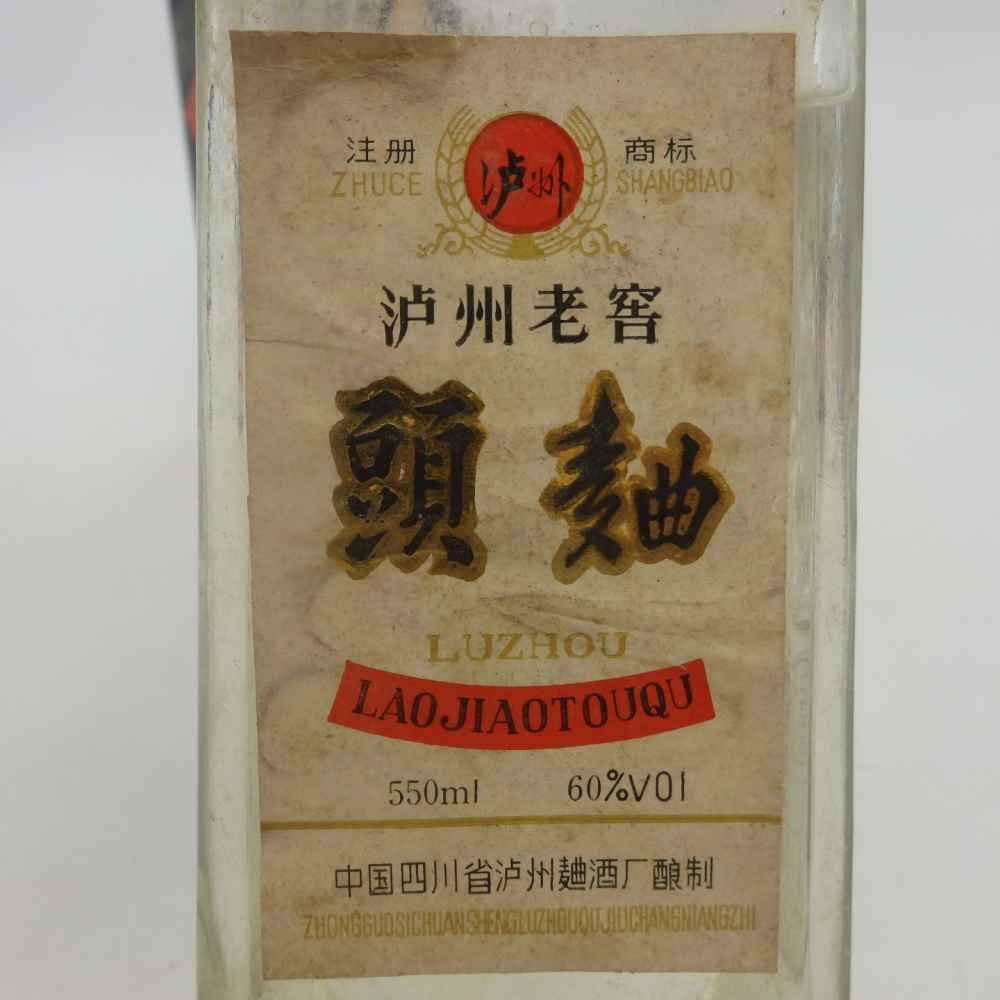 注册 泸州 商标
ZHUCE SHANGBIAO
泸州老窖
頭麯
LUZHOU
LAOJIAOTOUQU
550ml 60%VOl
中国四川省泸州麯酒厂酿制
ZHONGGUOSICHUANSHENGLUZHOUQUJIUCHANGNIANGZHI